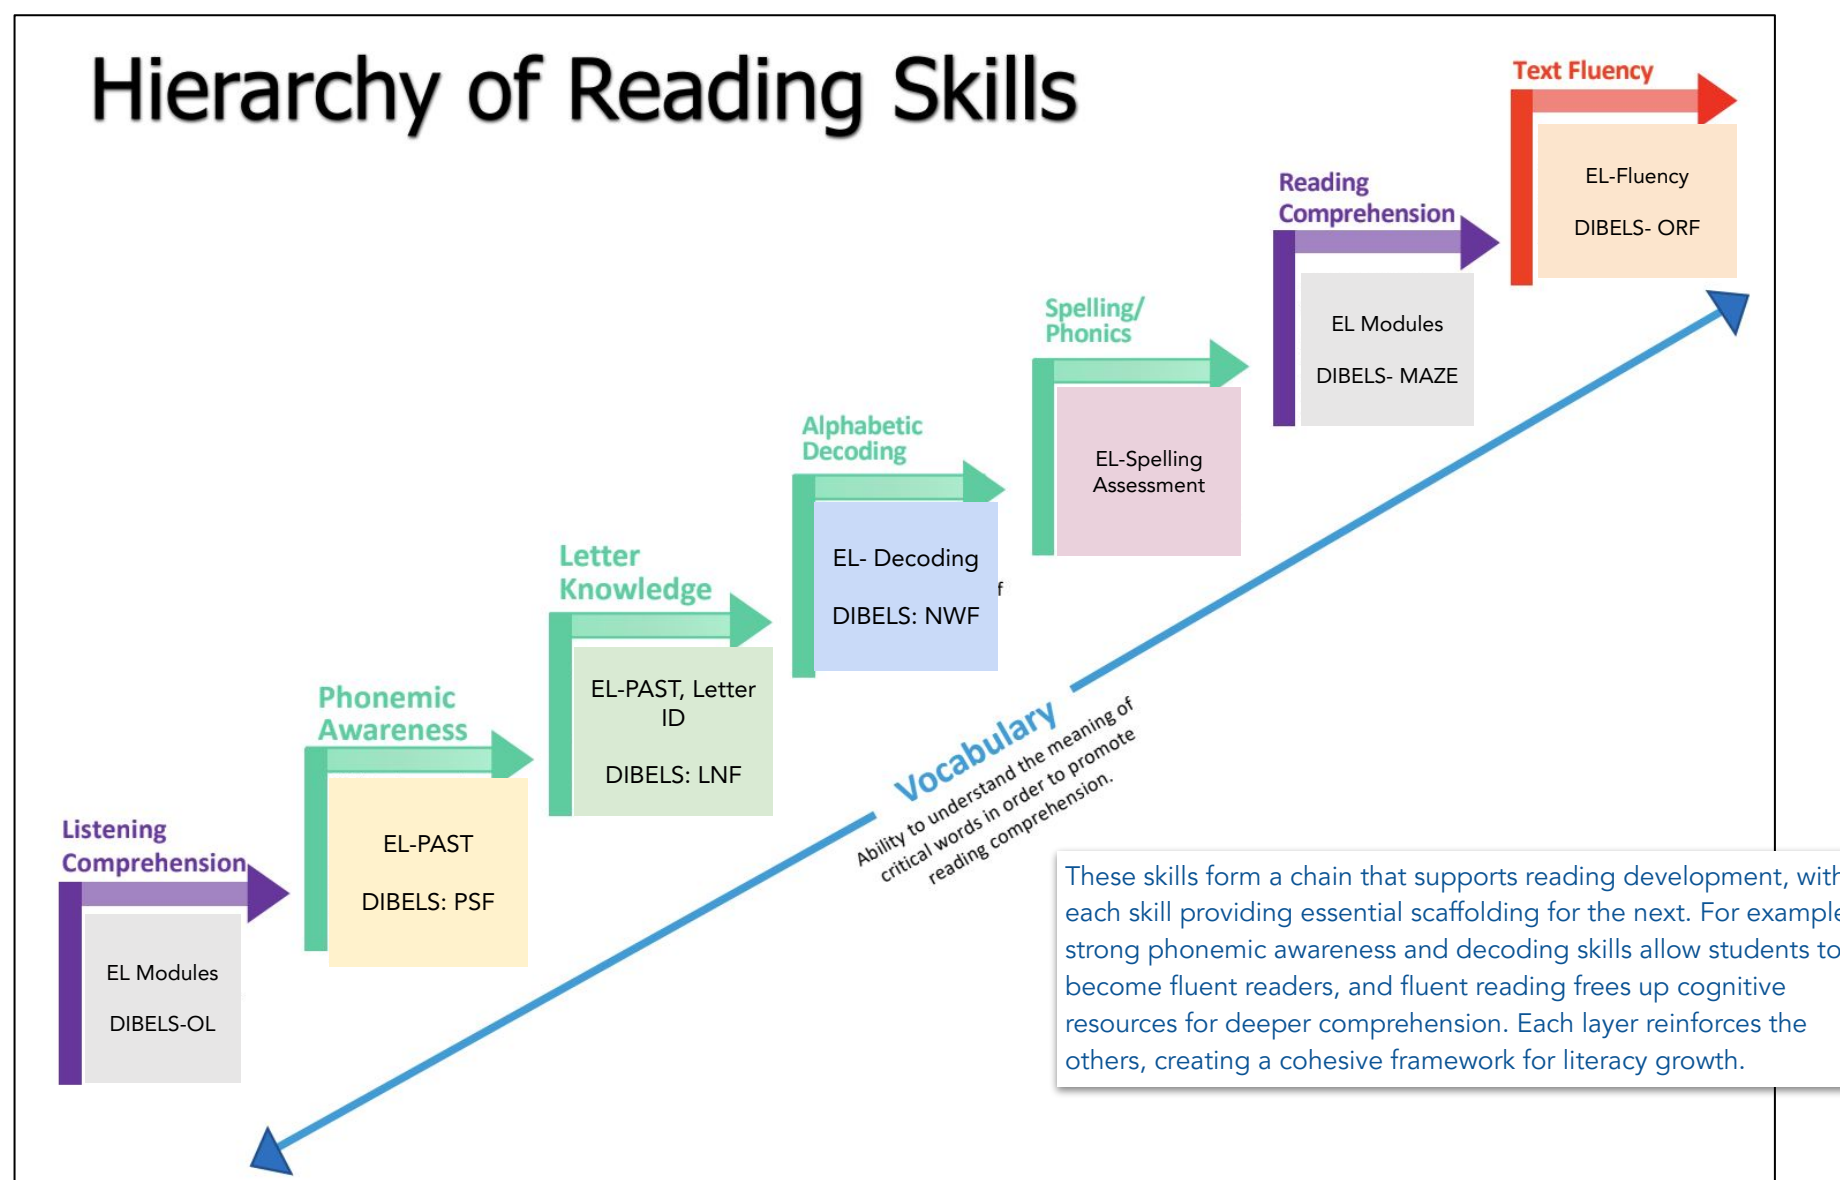 Hierarchy of Reading Skills
Text Fluency
EL-Fluency
DIBELS- ORF
Reading
Comprehension
EL Modules
DIBELS- MAZE
Spelling/
Phonics
EL-Spelling
Assessment
Alphabetic
Decoding
EL- Decoding
f
DIBELS: NWF
Letter
Knowledge
EL-PAST, Letter
ID
DIBELS: LNF
Phonemic
Awareness
EL-PAST
DIBELS: PSF
Listening
Comprehension
EL Modules
DIBELS-OL
Vocabulary
Ability to understand the meaning of
critical words in order to promote
reading comprehension.
These skills form a chain that supports reading development, with
each skill providing essential scaffolding for the next. For example
strong phonemic awareness and decoding skills allow students to
become fluent readers, and fluent reading frees up cognitive
resources for deeper comprehension. Each layer reinforces the
others, creating a cohesive framework for literacy growth.